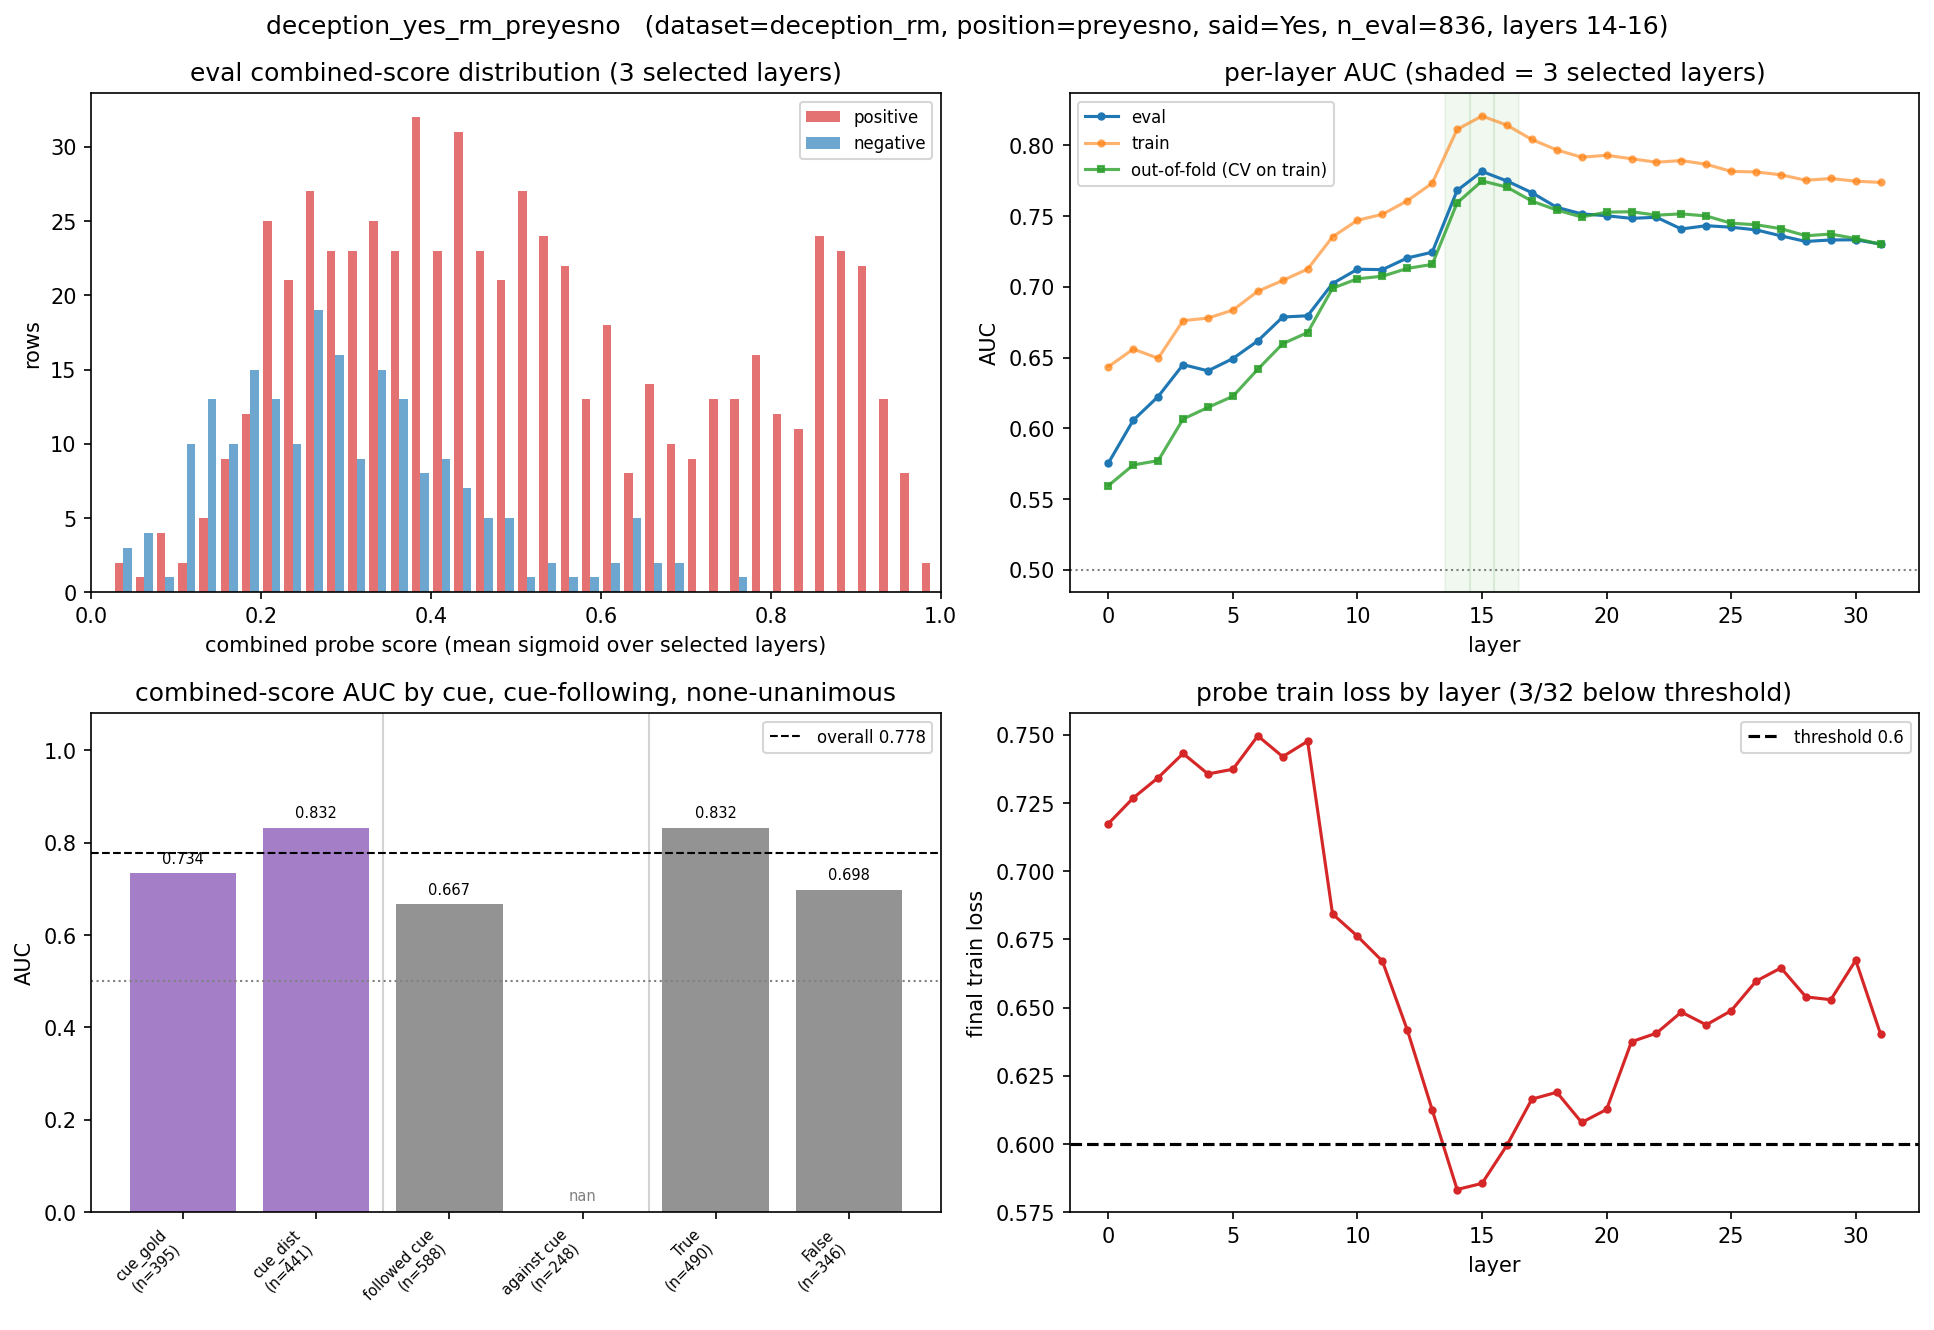 deception_yes_rm_preyesno (dataset=deception_rm, position=preyesno, said=Yes, n_eval=836, layers 14-16)
eval combined-score distribution (3 selected layers)
positive
negative
30
25
20
15
10
5
0
rows
0.0 0.2 0.4 0.6 0.8 1.0
combined probe score (mean sigmoid over selected layers)
per-layer AUC (shaded = 3 selected layers)
eval
train
out-of-fold (CV on train)
0.80
0.75
0.70
0.65
0.60
0.55
0.50
AUC
0 5 10 15 20 25 30
layer
combined-score AUC by cue, cue-following, none-unanimous
overall 0.778
1.0
0.8
0.6
0.4
0.2
0.0
AUC
0.734
0.832
0.667
nan
0.832
0.698
cue_gold
(n=395)
cue_dist
(n=441)
followed cue
(n=588)
against cue
(n=248)
True
(n=490)
False
(n=346)
probe train loss by layer (3/32 below threshold)
threshold 0.6
0.750
0.725
0.700
0.675
0.650
0.625
0.600
0.575
final train loss
0 5 10 15 20 25 30
layer